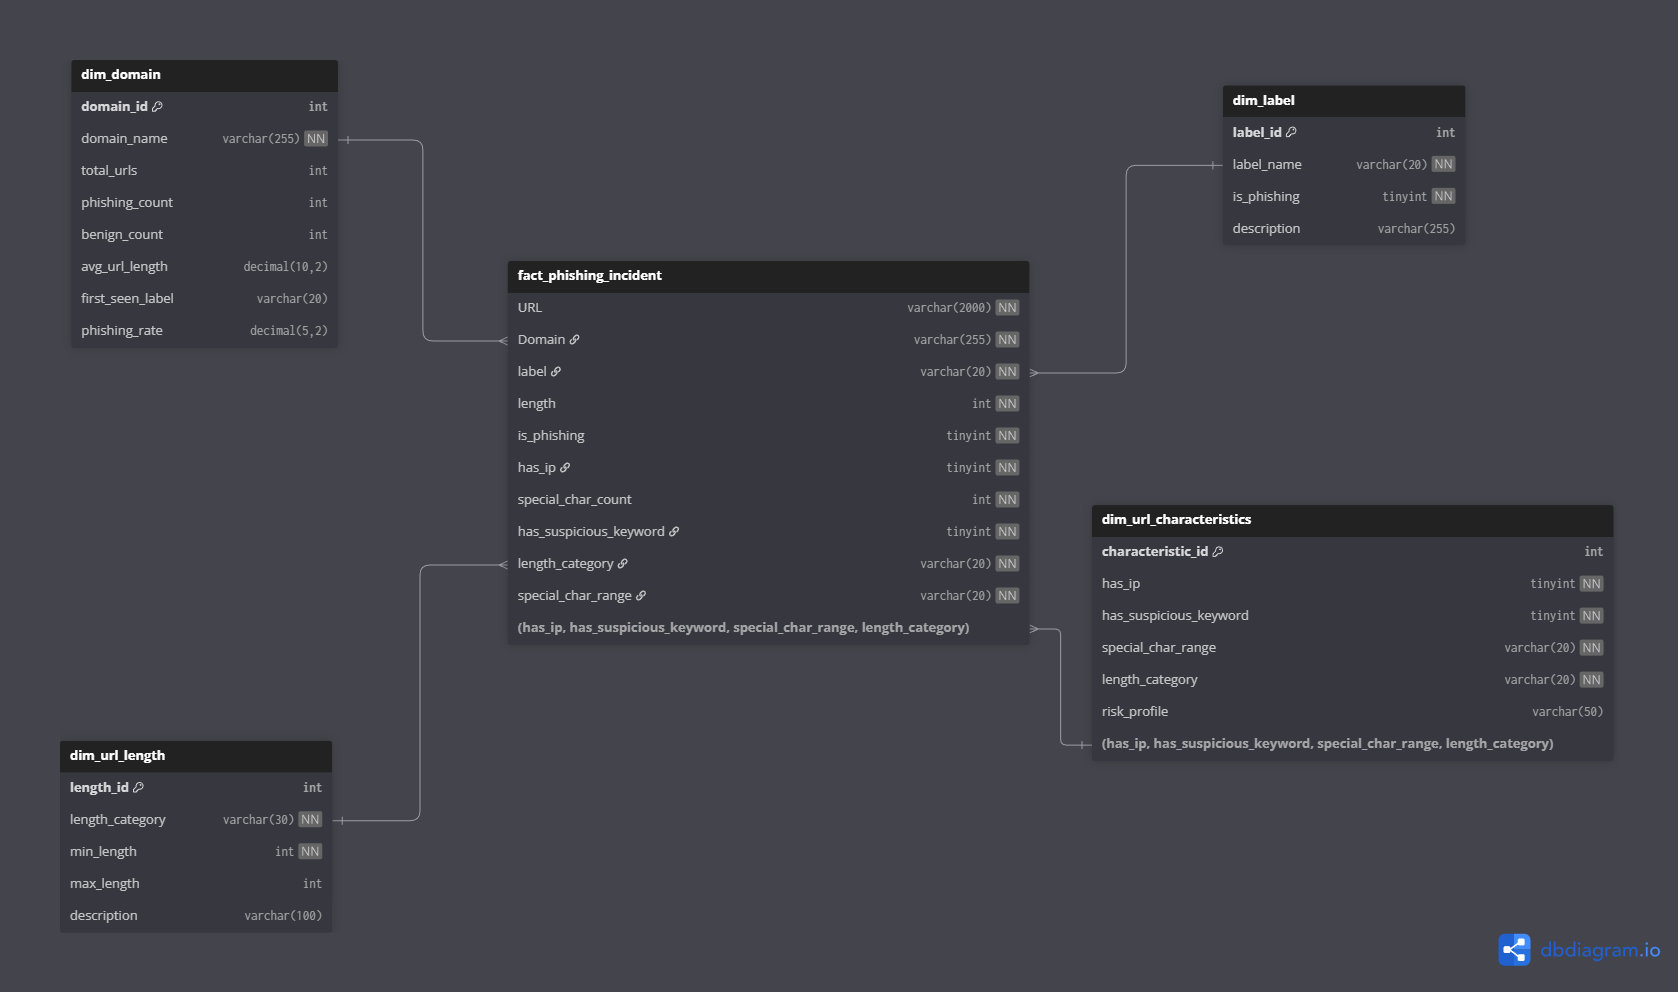 dim_domain
domain_id int
domain_name varchar(255) NN
total_urls int
phishing_count int
benign_count int
avg_url_length decimal(10,2)
first_seen_label varchar(20)
phishing_rate decimal(5,2)
dim_label
label_id int
label_name varchar(20) NN
is_phishing tinyint NN
description varchar(255)
fact_phishing_incident
URL varchar(2000) NN
Domain varchar(255) NN
label varchar(20) NN
length int NN
is_phishing tinyint NN
has_ip tinyint NN
special_char_count int NN
has_suspicious_keyword tinyint NN
length_category varchar(20) NN
special_char_range varchar(20) NN
(has_ip, has_suspicious_keyword, special_char_range, length_category)
dim_url_characteristics
characteristic_id int
has_ip tinyint NN
has_suspicious_keyword tinyint NN
special_char_range varchar(20) NN
length_category varchar(20) NN
risk_profile varchar(50)
(has_ip, has_suspicious_keyword, special_char_range, length_category)
dim_url_length
length_id int
length_category varchar(30) NN
min_length int NN
max_length int
description varchar(100)
dbdiagram.io